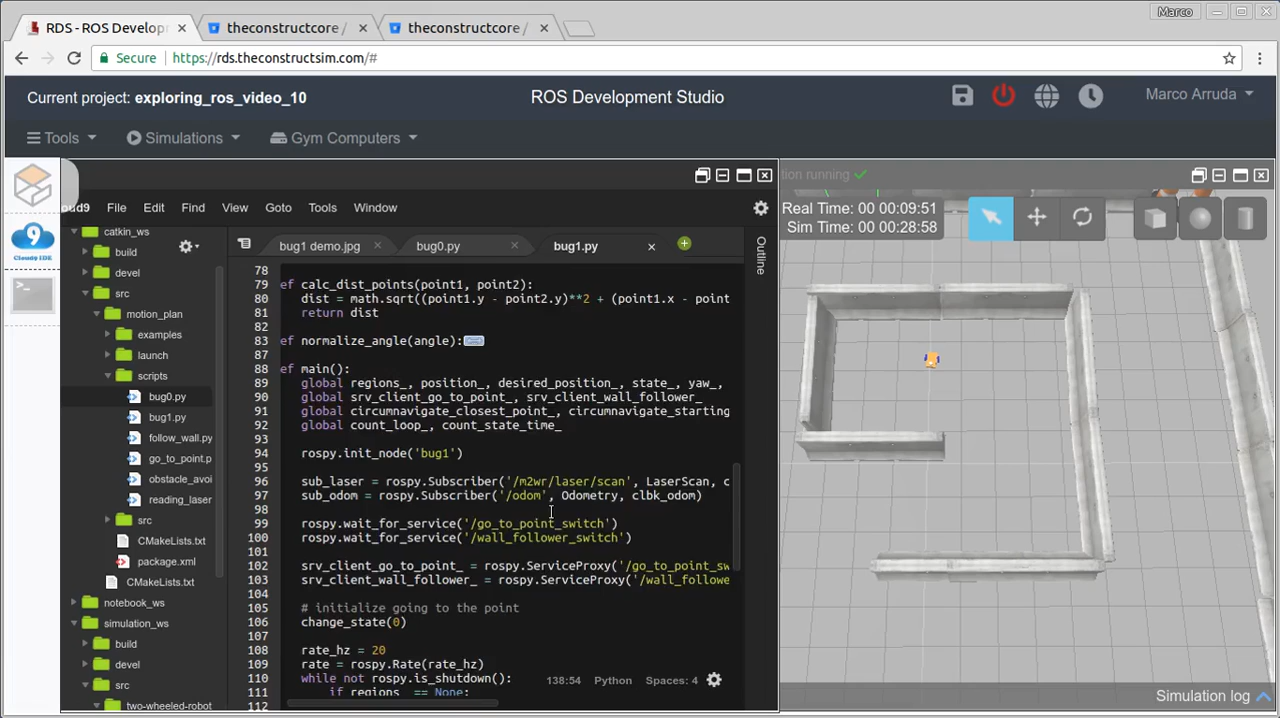 Marco
RDS - ROS Develop
theconstructcore /
theconstructcore /
Secure https://rds.theconstructsim.com/#
Current project: exploring_ros_video_10
ROS Development Studio
Marco Arruda
Tools
Simulations
Gym Computers
tion running
oud9 File Edit Find View Goto Tools Window
Real Time: 00 00:09:51
Sim Time: 00 00:28:58
Cloud9 IDE
>_
catkin_ws
build
devel
src
motion_plan
examples
launch
scripts
bug0.py
bug1.py
follow_wall.py
go_to_point.p
obstacle_avoi
reading_laser
src
CMakeLists.txt
package.xml
CMakeLists.txt
notebook_ws
simulation_ws
build
devel
src
two-wheeled-robot
bug1 demo.jpg
bug0.py
bug1.py
Outline
78
79 ef calc_dist_points(point1, point2):
80 dist = math.sqrt((point1.y - point2.y)**2 + (point1.x - point
81 return dist
82
83 ef normalize_angle(angle):
87
88 ef main():
89 global regions_, position_, desired_position_, state_, yaw_,
90 global srv_client_go_to_point_, srv_client_wall_follower_
91 global circumnavigate_closest_point_, circumnavigate_starting
92 global count_loop_, count_state_time_
93
94 rospy.init_node('bug1')
95
96 sub_laser = rospy.Subscriber('/m2wr/laser/scan', LaserScan, c
97 sub_odom = rospy.Subscriber('/odom', Odometry, clbk_odom)
98
99 rospy.wait_for_service('/go_to_point_switch')
100 rospy.wait_for_service('/wall_follower_switch')
101
102 srv_client_go_to_point_ = rospy.ServiceProxy('/go_to_point_sw
103 srv_client_wall_follower_ = rospy.ServiceProxy('/wall_followe
104
105 # initialize going to the point
106 change_state(0)
107
108 rate_hz = 20
109 rate = rospy.Rate(rate_hz)
110 while not rospy.is_shutdown():
111 if regions_ == None:
112
138:54 Python Spaces: 4
Simulation log